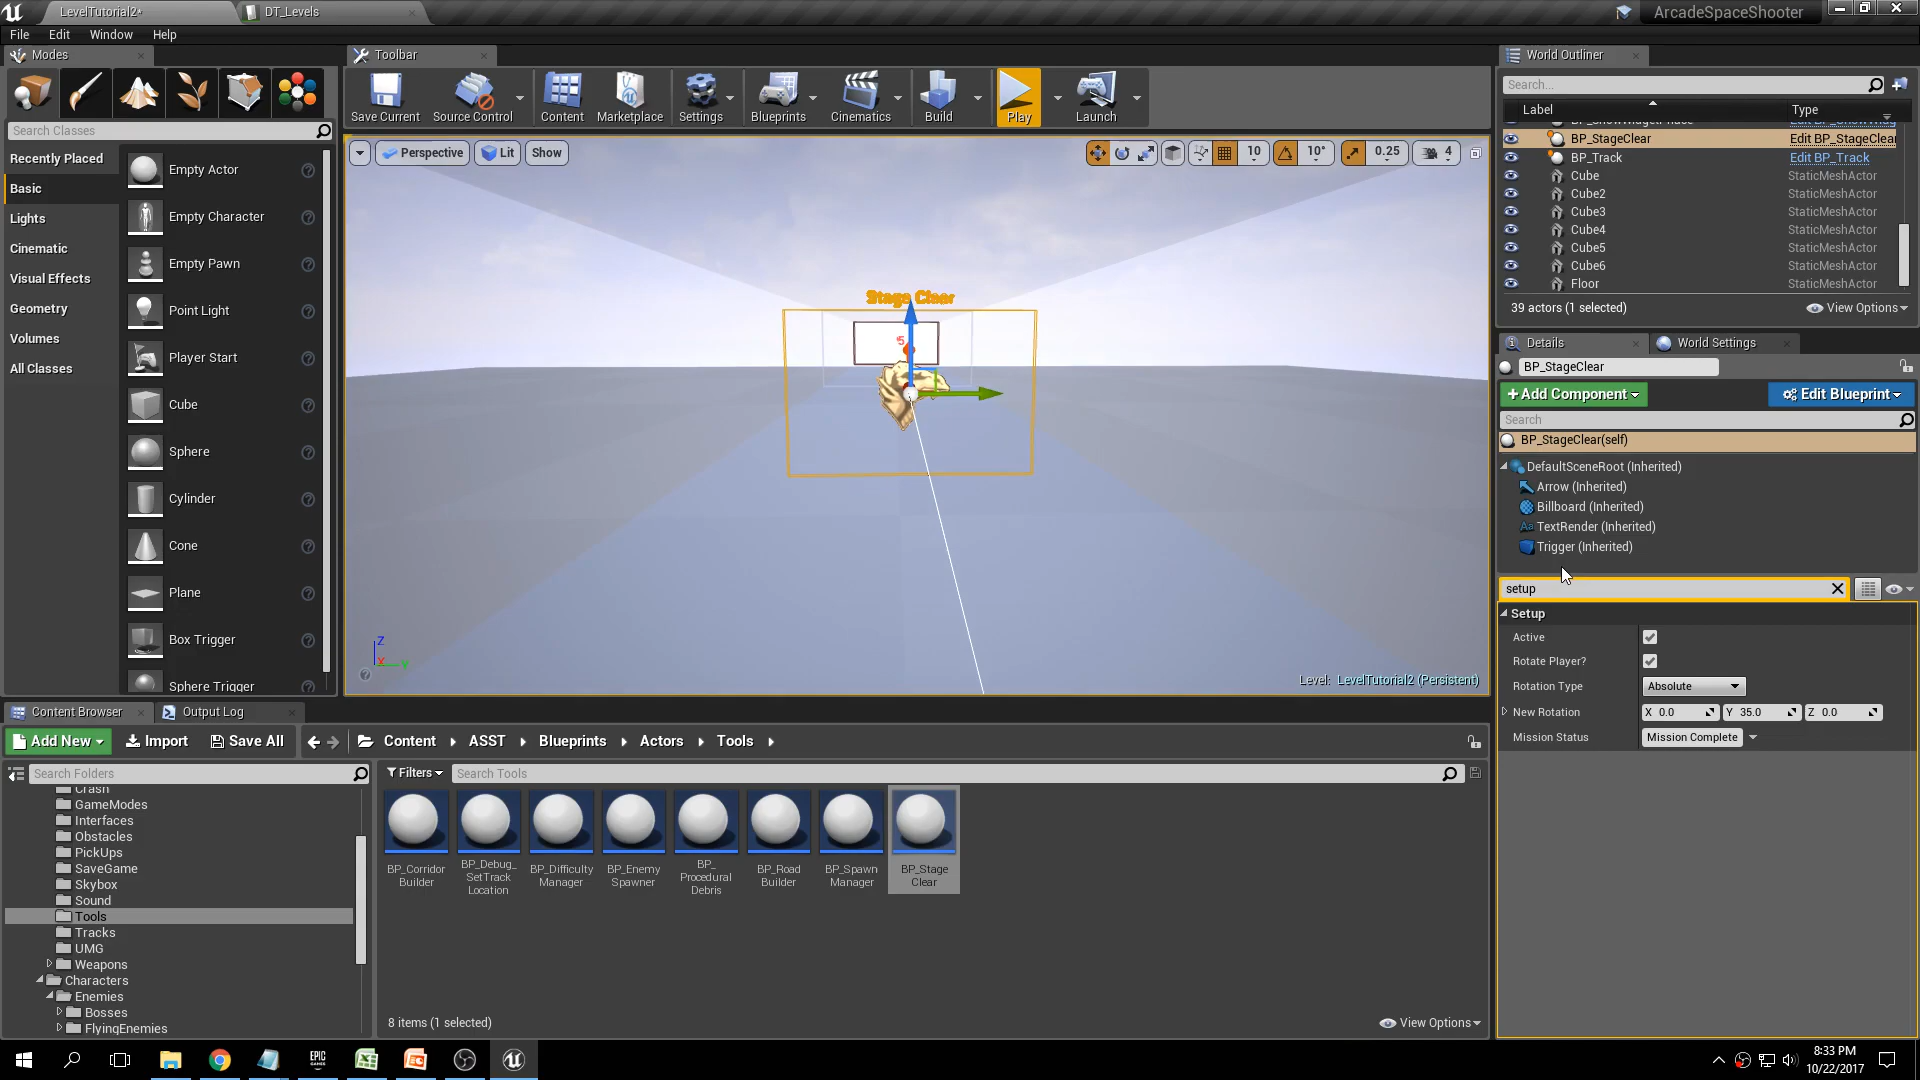 LevelTutorial2*
DT_Levels
ArcadeSpaceShooter
File Edit Window Help
Modes
Toolbar
World Outliner
Save Current
Source Control
Content
Marketplace
Settings
Blueprints
Cinematics
Build
Play
Launch
Search Classes
Recently Placed
Basic
Lights
Cinematic
Visual Effects
Geometry
Volumes
All Classes
Empty Actor
Empty Character
Empty Pawn
Point Light
Player Start
Cube
Sphere
Cylinder
Cone
Plane
Box Trigger
Sphere Trigger
Perspective
Lit
Show
10
10°
0.25
4
Stage Clear
Z
X
Y
Level: LevelTutorial2 (Persistent)
Search...
Label
Type
BP_ShowWidgetPhase
BP_StageClear Edit BP_StageClear
BP_Track Edit BP_Track
Cube StaticMeshActor
Cube2 StaticMeshActor
Cube3 StaticMeshActor
Cube4 StaticMeshActor
Cube5 StaticMeshActor
Cube6 StaticMeshActor
Floor StaticMeshActor
39 actors (1 selected)
View Options
Details
World Settings
BP_StageClear
+Add Component
Edit Blueprint
Search
BP_StageClear(self)
DefaultSceneRoot (Inherited)
Arrow (Inherited)
Billboard (Inherited)
TextRender (Inherited)
Trigger (Inherited)
setup
Setup
Active
Rotate Player?
Rotation Type Absolute
New Rotation X 0.0 Y 35.0 Z 0.0
Mission Status Mission Complete
Content Browser
Output Log
Add New
Import
Save All
Content
ASST
Blueprints
Actors
Tools
Search Folders
Crash
GameModes
Interfaces
Obstacles
PickUps
SaveGame
Skybox
Sound
Tools
Tracks
UMG
Weapons
Characters
Enemies
Bosses
FlyingEnemies
Filters
Search Tools
BP_Corridor
Builder
BP_Debug_
SetTrack
Location
BP_Difficulty
Manager
BP_Enemy
Spawner
BP_
Procedural
Debris
BP_Road
Builder
BP_Spawn
Manager
BP_Stage
Clear
8 items (1 selected)
View Options
EPIC
8:33 PM
10/22/2017